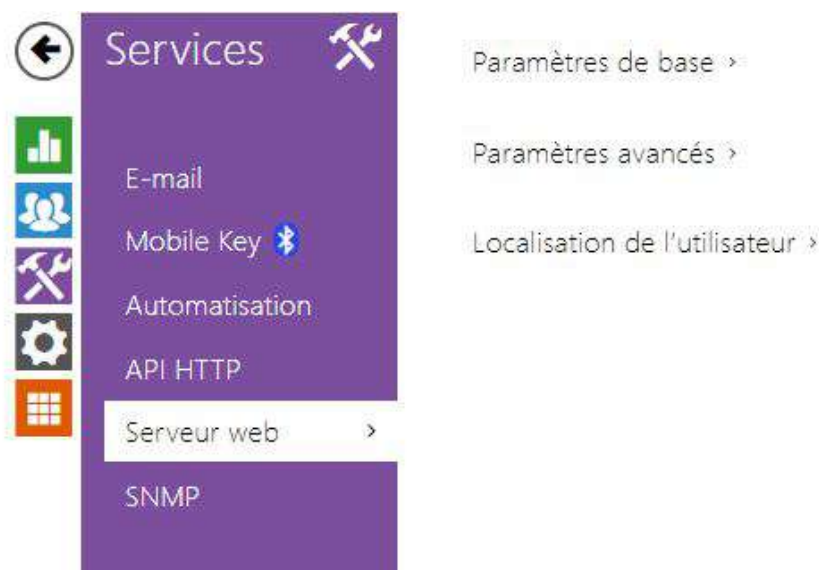 Services
E-mail
Mobile Key
Automatisation
API HTTP
Serveur web >
SNMP
Paramètres de base >
Paramètres avancés >
Localisation de l'utilisateur >